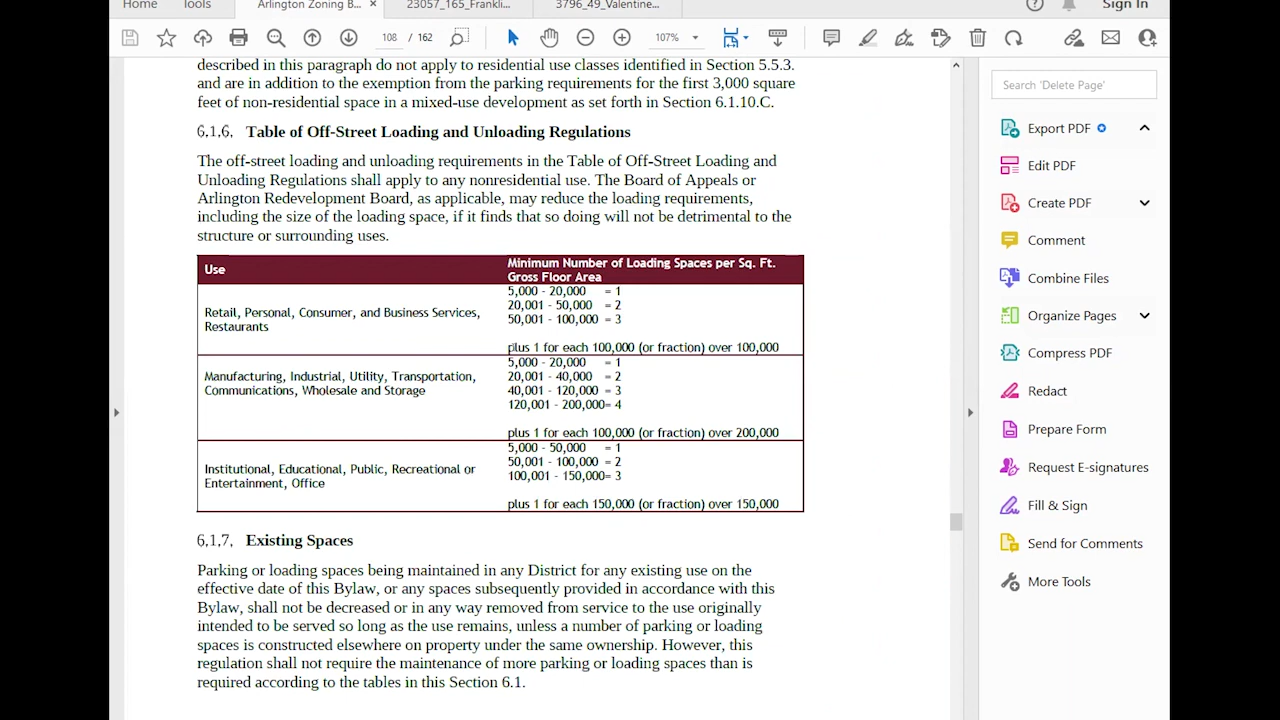 Home Tools Arlington Zoning B... × 23057_165_Frankli... 3796_49_Valentine... Sign In
108 / 162 107%
described in this paragraph do not apply to residential use classes identified in Section 5.5.3.
and are in addition to the exemption from the parking requirements for the first 3,000 square
feet of non-residential space in a mixed-use development as set forth in Section 6.1.10.C.
6.1.6. Table of Off-Street Loading and Unloading Regulations
The off-street loading and unloading requirements in the Table of Off-Street Loading and
Unloading Regulations shall apply to any nonresidential use. The Board of Appeals or
Arlington Redevelopment Board, as applicable, may reduce the loading requirements,
including the size of the loading space, if it finds that so doing will not be detrimental to the
structure or surrounding uses.
Use
Minimum Number of Loading Spaces per Sq. Ft.
Gross Floor Area
Retail, Personal, Consumer, and Business Services,
Restaurants
5,000 - 20,000 = 1
20,001 - 50,000 = 2
50,001 - 100,000 = 3
plus 1 for each 100,000 (or fraction) over 100,000
Manufacturing, Industrial, Utility, Transportation,
Communications, Wholesale and Storage
5,000 - 20,000 = 1
20,001 - 40,000 = 2
40,001 - 120,000 = 3
120,001 - 200,000= 4
plus 1 for each 100,000 (or fraction) over 200,000
Institutional, Educational, Public, Recreational or
Entertainment, Office
5,000 - 50,000 = 1
50,001 - 100,000 = 2
100,001 - 150,000= 3
plus 1 for each 150,000 (or fraction) over 150,000
6.1.7. Existing Spaces
Parking or loading spaces being maintained in any District for any existing use on the
effective date of this Bylaw, or any spaces subsequently provided in accordance with this
Bylaw, shall not be decreased or in any way removed from service to the use originally
intended to be served so long as the use remains, unless a number of parking or loading
spaces is constructed elsewhere on property under the same ownership. However, this
regulation shall not require the maintenance of more parking or loading spaces than is
required according to the tables in this Section 6.1.
Search 'Delete Page'
Export PDF
Edit PDF
Create PDF
Comment
Combine Files
Organize Pages
Compress PDF
Redact
Prepare Form
Request E-signatures
Fill & Sign
Send for Comments
More Tools